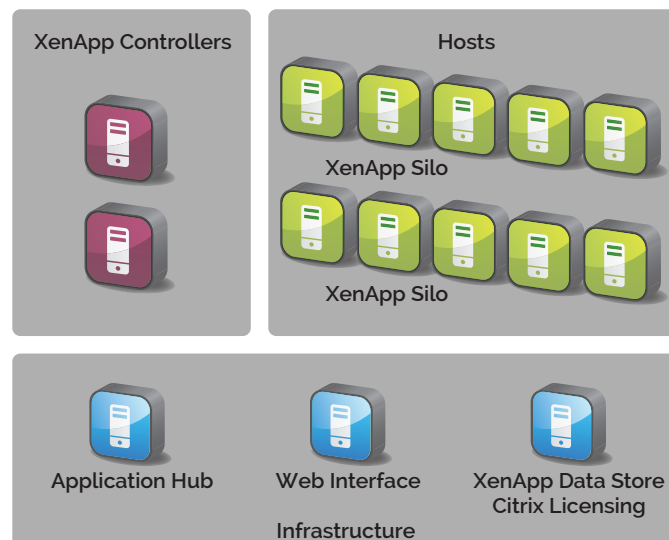 XenApp Controllers
Hosts
XenApp Silo
XenApp Silo
Application Hub
Web Interface
XenApp Data Store
Citrix Licensing
Infrastructure